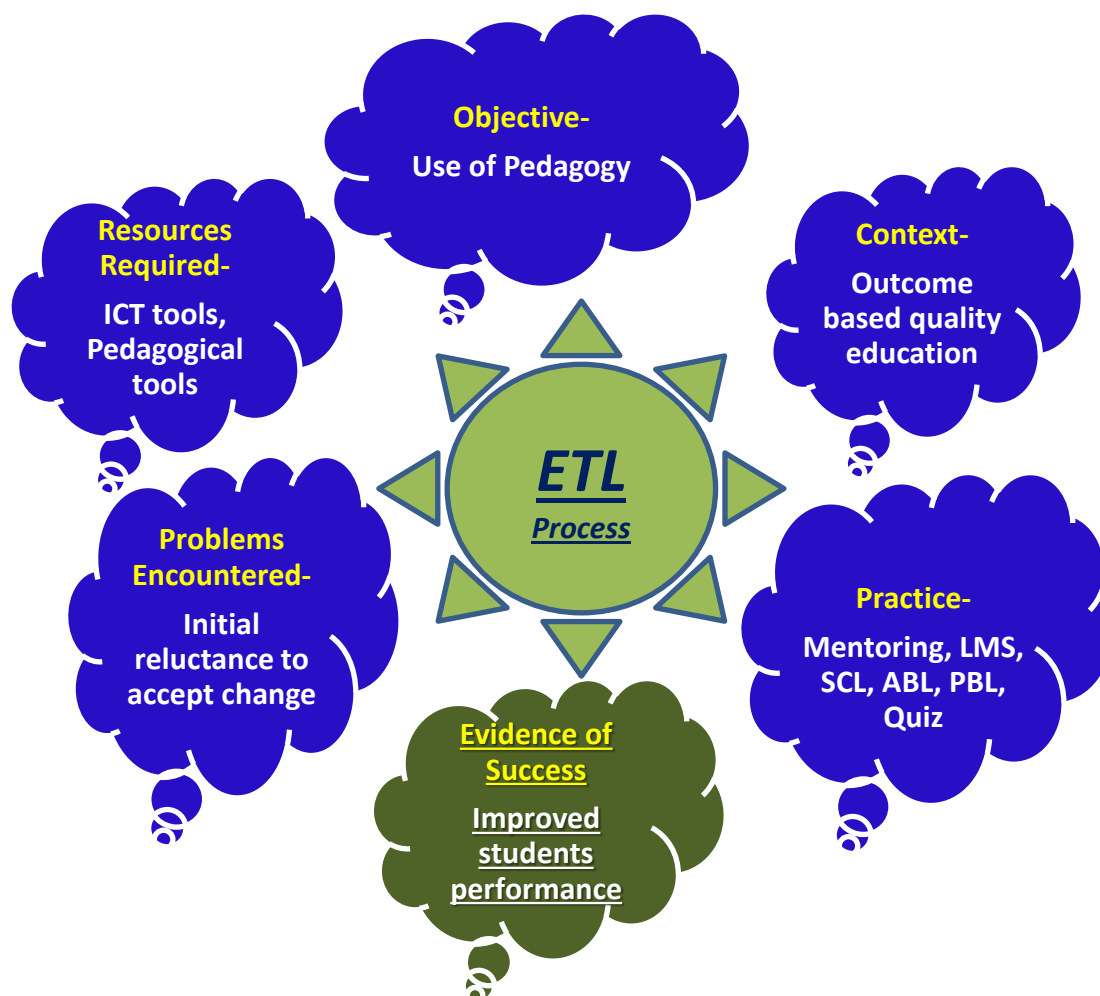 Objective-
Use of Pedagogy
Resources
Required-
ICT tools,
Pedagogical
tools
Context-
Outcome
based quality
education
ETL
Process
Problems
Encountered-
Initial
reluctance to
accept change
Practice-
Mentoring, LMS,
SCL, ABL, PBL,
Quiz
Evidence of
Success
Improved
students
performance